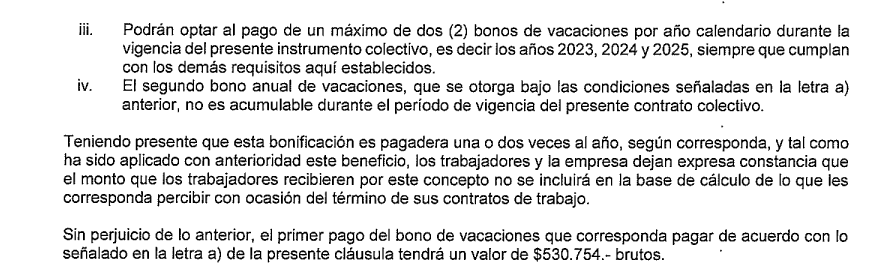 iii. Podrán optar al pago de un máximo de dos (2) bonos de vacaciones por año calendario durante la
vigencia del presente instrumento colectivo, es decir los años 2023, 2024 y 2025, siempre que cumplan
con los demás requisitos aquí establecidos.
iv. El segundo bono anual de vacaciones, que se otorga bajo las condiciones señaladas en la letra a)
anterior, no es acumulable durante el período de vigencia del presente contrato colectivo.
Teniendo presente que esta bonificación es pagadera una o dos veces al año, según corresponda, y tal como
ha sido aplicado con anterioridad este beneficio, los trabajadores y la empresa dejan expresa constancia que
el monto que los trabajadores recibieren por este concepto no se incluirá en la base de cálculo de lo que les
corresponda percibir con ocasión del término de sus contratos de trabajo.
Sin perjuicio de lo anterior, el primer pago del bono de vacaciones que corresponda pagar de acuerdo con lo
señalado en la letra a) de la presente cláusula tendrá un valor de $530.754.- brutos.